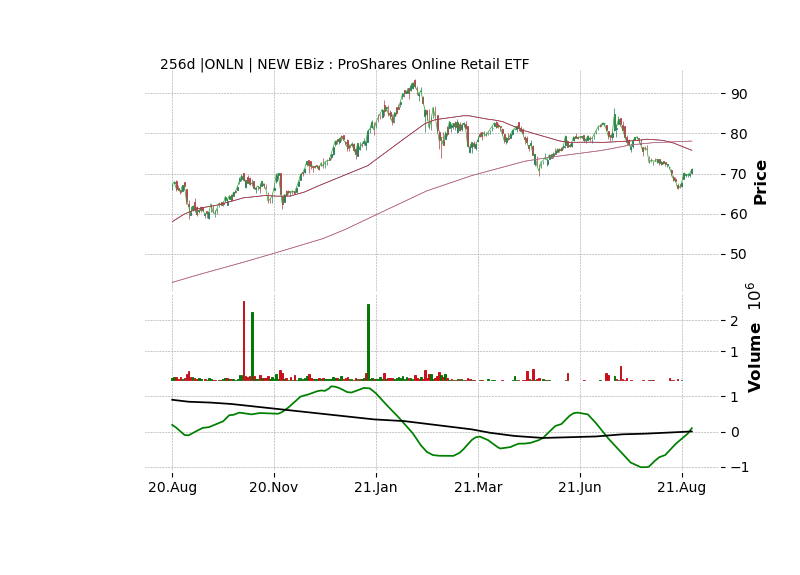 256d |ONLN | NEW EBiz : ProShares Online Retail ETF
90
80
70
60
50
Price
2
1
Volume 10^6
1
0
−1
20.Aug 20.Nov 21.Jan 21.Mar 21.Jun 21.Aug